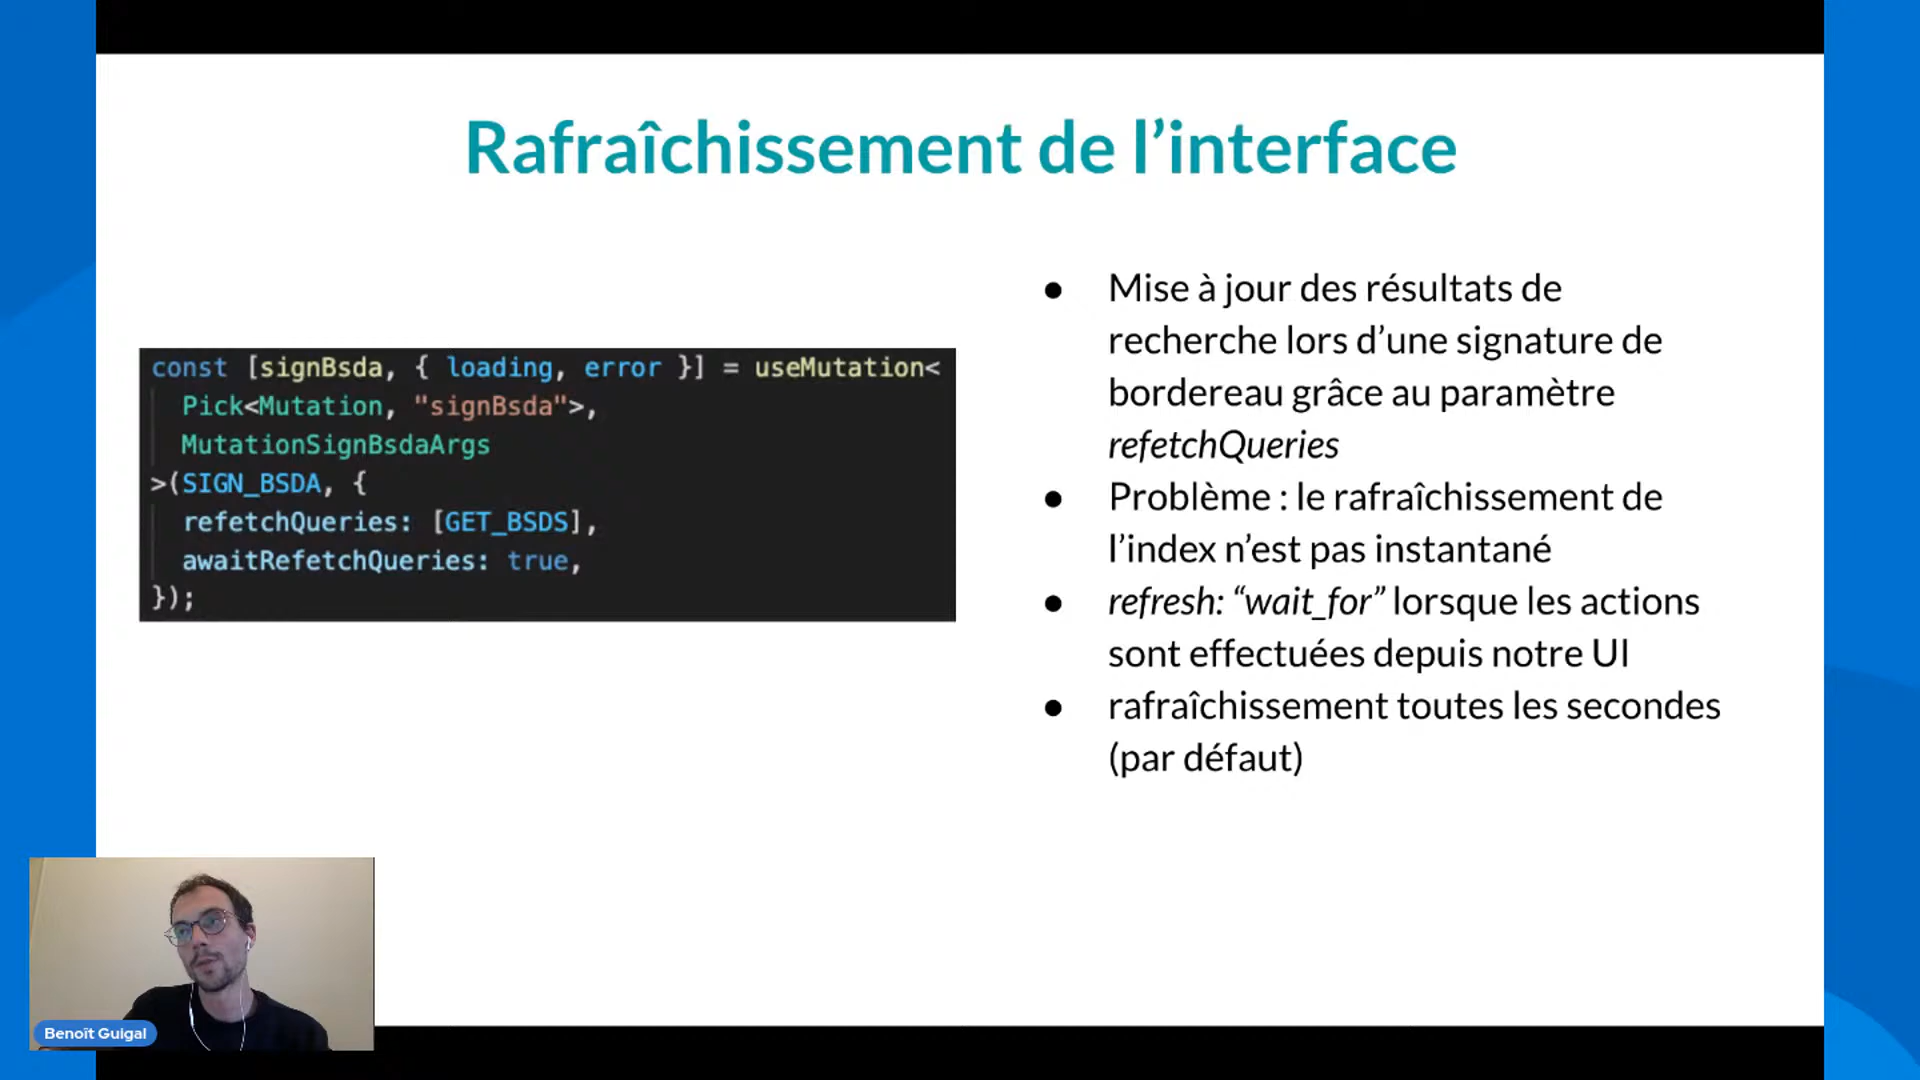 Rafraîchissement de l’interface
const [signBsda, { loading, error }] = useMutation<
Pick<Mutation, "signBsda">,
MutationSignBsdaArgs
>(SIGN_BSDA, {
refetchQueries: [GET_BSDS],
awaitRefetchQueries: true,
});
● Mise à jour des résultats de
recherche lors d’une signature de
bordereau grâce au paramètre
refetchQueries
● Problème : le rafraîchissement de
l’index n’est pas instantané
● refresh: “wait_for” lorsque les actions
sont effectuées depuis notre UI
● rafraîchissement toutes les secondes
(par défaut)
Benoît Guigal